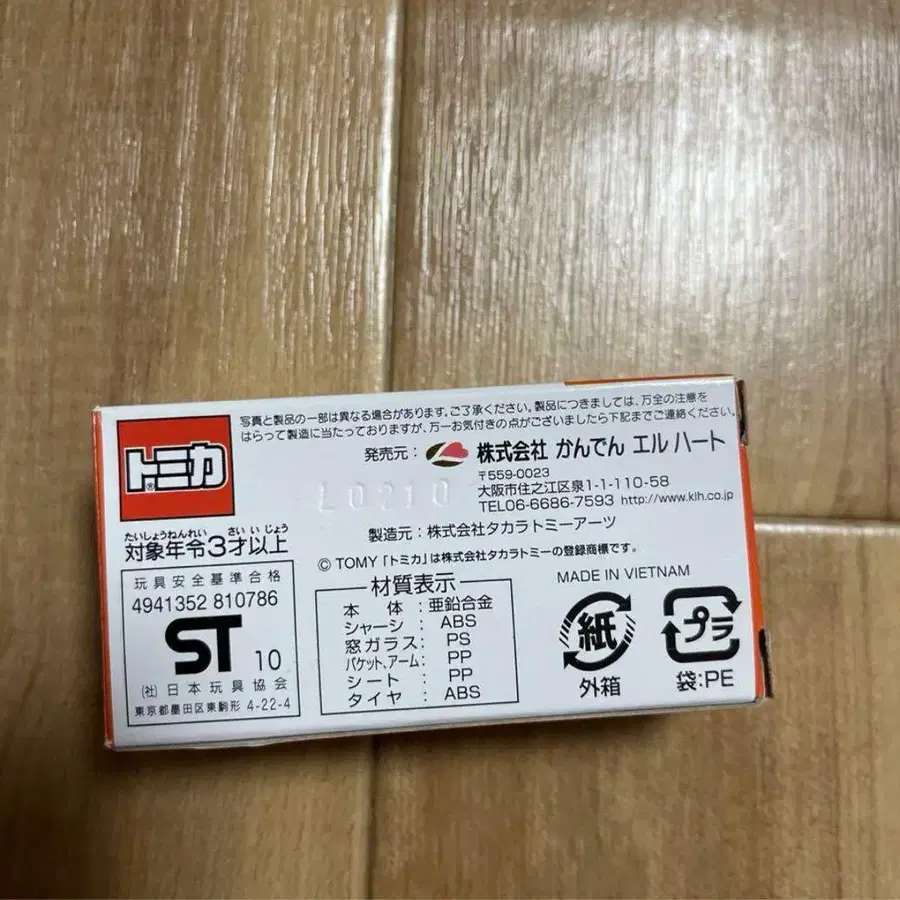 写真と製品の一部は異なる場合があります。ご了承ください。製品につきましては、万全の注意を
はらって製造に当たっておりますが、万一お気付きの点がございましたら下記までご連絡ください。
トミカ®
発売元: 株式会社 かんでん エル ハート
〒559-0023
大阪市住之江区泉1-1-110-58
TEL06-6686-7593 http://www.klh.co.jp
L0210
製造元: 株式会社タカラトミーアーツ
© TOMY 「トミカ」は株式会社タカラトミーの登録商標です。
たいしょうねんれい さいいじょう
対象年令3才以上
玩具安全基準合格
4941352 810786
ST 10
(社)日本玩具協会
東京都墨田区東駒形 4-22-4
材質表示
本体: 亜鉛合金
シャーシ: ABS
窓ガラス: PS
バケット、アーム: PP
シート: PP
タイヤ: ABS
MADE IN VIETNAM
紙
外箱
プラ
袋:PE